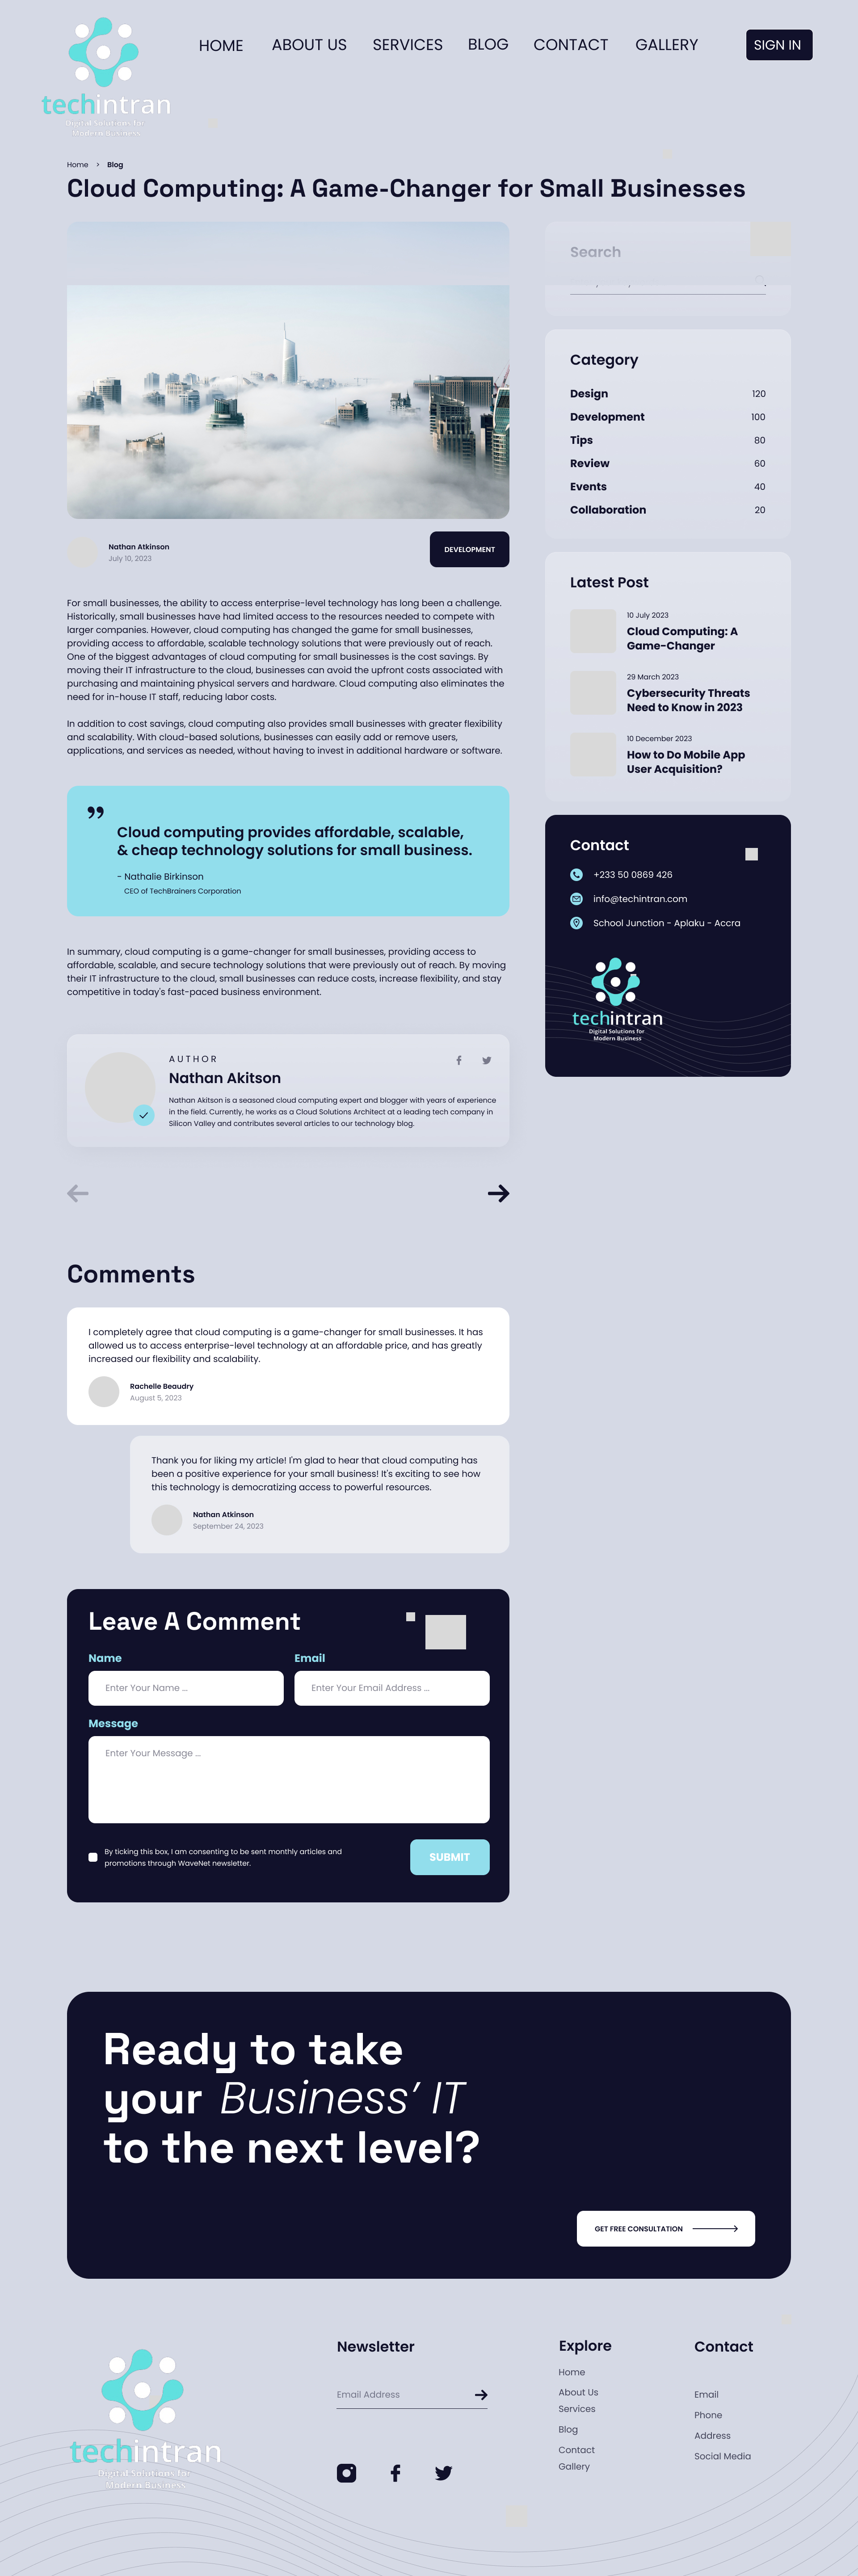 HOME
ABOUT US
SERVICES
BLOG
CONTACT
GALLERY
SIGN IN
techintran
Digital Solutions for
Modern Business
Home > Blog
Cloud Computing: A Game-Changer for Small Businesses
Nathan Atkinson
July 10, 2023
DEVELOPMENT
For small businesses, the ability to access enterprise-level technology has long been a challenge.
Historically, small businesses have had limited access to the resources needed to compete with
larger companies. However, cloud computing has changed the game for small businesses,
providing access to affordable, scalable technology solutions that were previously out of reach.
One of the biggest advantages of cloud computing for small businesses is the cost savings. By
moving their IT infrastructure to the cloud, businesses can avoid the upfront costs associated with
purchasing and maintaining physical servers and hardware. Cloud computing also eliminates the
need for in-house IT staff, reducing labor costs.
In addition to cost savings, cloud computing also provides small businesses with greater flexibility
and scalability. With cloud-based solutions, businesses can easily add or remove users,
applications, and services as needed, without having to invest in additional hardware or software.
”
Cloud computing provides affordable, scalable,
& cheap technology solutions for small business.
- Nathalie Birkinson
CEO of TechBrainers Corporation
In summary, cloud computing is a game-changer for small businesses, providing access to
affordable, scalable, and secure technology solutions that were previously out of reach. By moving
their IT infrastructure to the cloud, small businesses can reduce costs, increase flexibility, and stay
competitive in today's fast-paced business environment.
AUTHOR
Nathan Akitson
Nathan Akitson is a seasoned cloud computing expert and blogger with years of experience
in the field. Currently, he works as a Cloud Solutions Architect at a leading tech company in
Silicon Valley and contributes several articles to our technology blog.
Search
Category
Design 120
Development 100
Tips 80
Review 60
Events 40
Collaboration 20
Latest Post
10 July 2023
Cloud Computing: A
Game-Changer
29 March 2023
Cybersecurity Threats
Need to Know in 2023
10 December 2023
How to Do Mobile App
User Acquisition?
Contact
+233 50 0869 426
info@techintran.com
School Junction - Aplaku - Accra
techintran
Digital Solutions for
Modern Business
Comments
I completely agree that cloud computing is a game-changer for small businesses. It has
allowed us to access enterprise-level technology at an affordable price, and has greatly
increased our flexibility and scalability.
Rachelle Beaudry
August 5, 2023
Thank you for liking my article! I'm glad to hear that cloud computing has
been a positive experience for your small business! It's exciting to see how
this technology is democratizing access to powerful resources.
Nathan Atkinson
September 24, 2023
Leave A Comment
Name
Email
Enter Your Name ...
Enter Your Email Address ...
Message
Enter Your Message ...
By ticking this box, I am consenting to be sent monthly articles and
promotions through WaveNet newsletter.
SUBMIT
Ready to take
your Business’ IT
to the next level?
GET FREE CONSULTATION
techintran
Digital Solutions for
Modern Business
Newsletter
Email Address
Explore
Home
About Us
Services
Blog
Contact
Gallery
Contact
Email
Phone
Address
Social Media